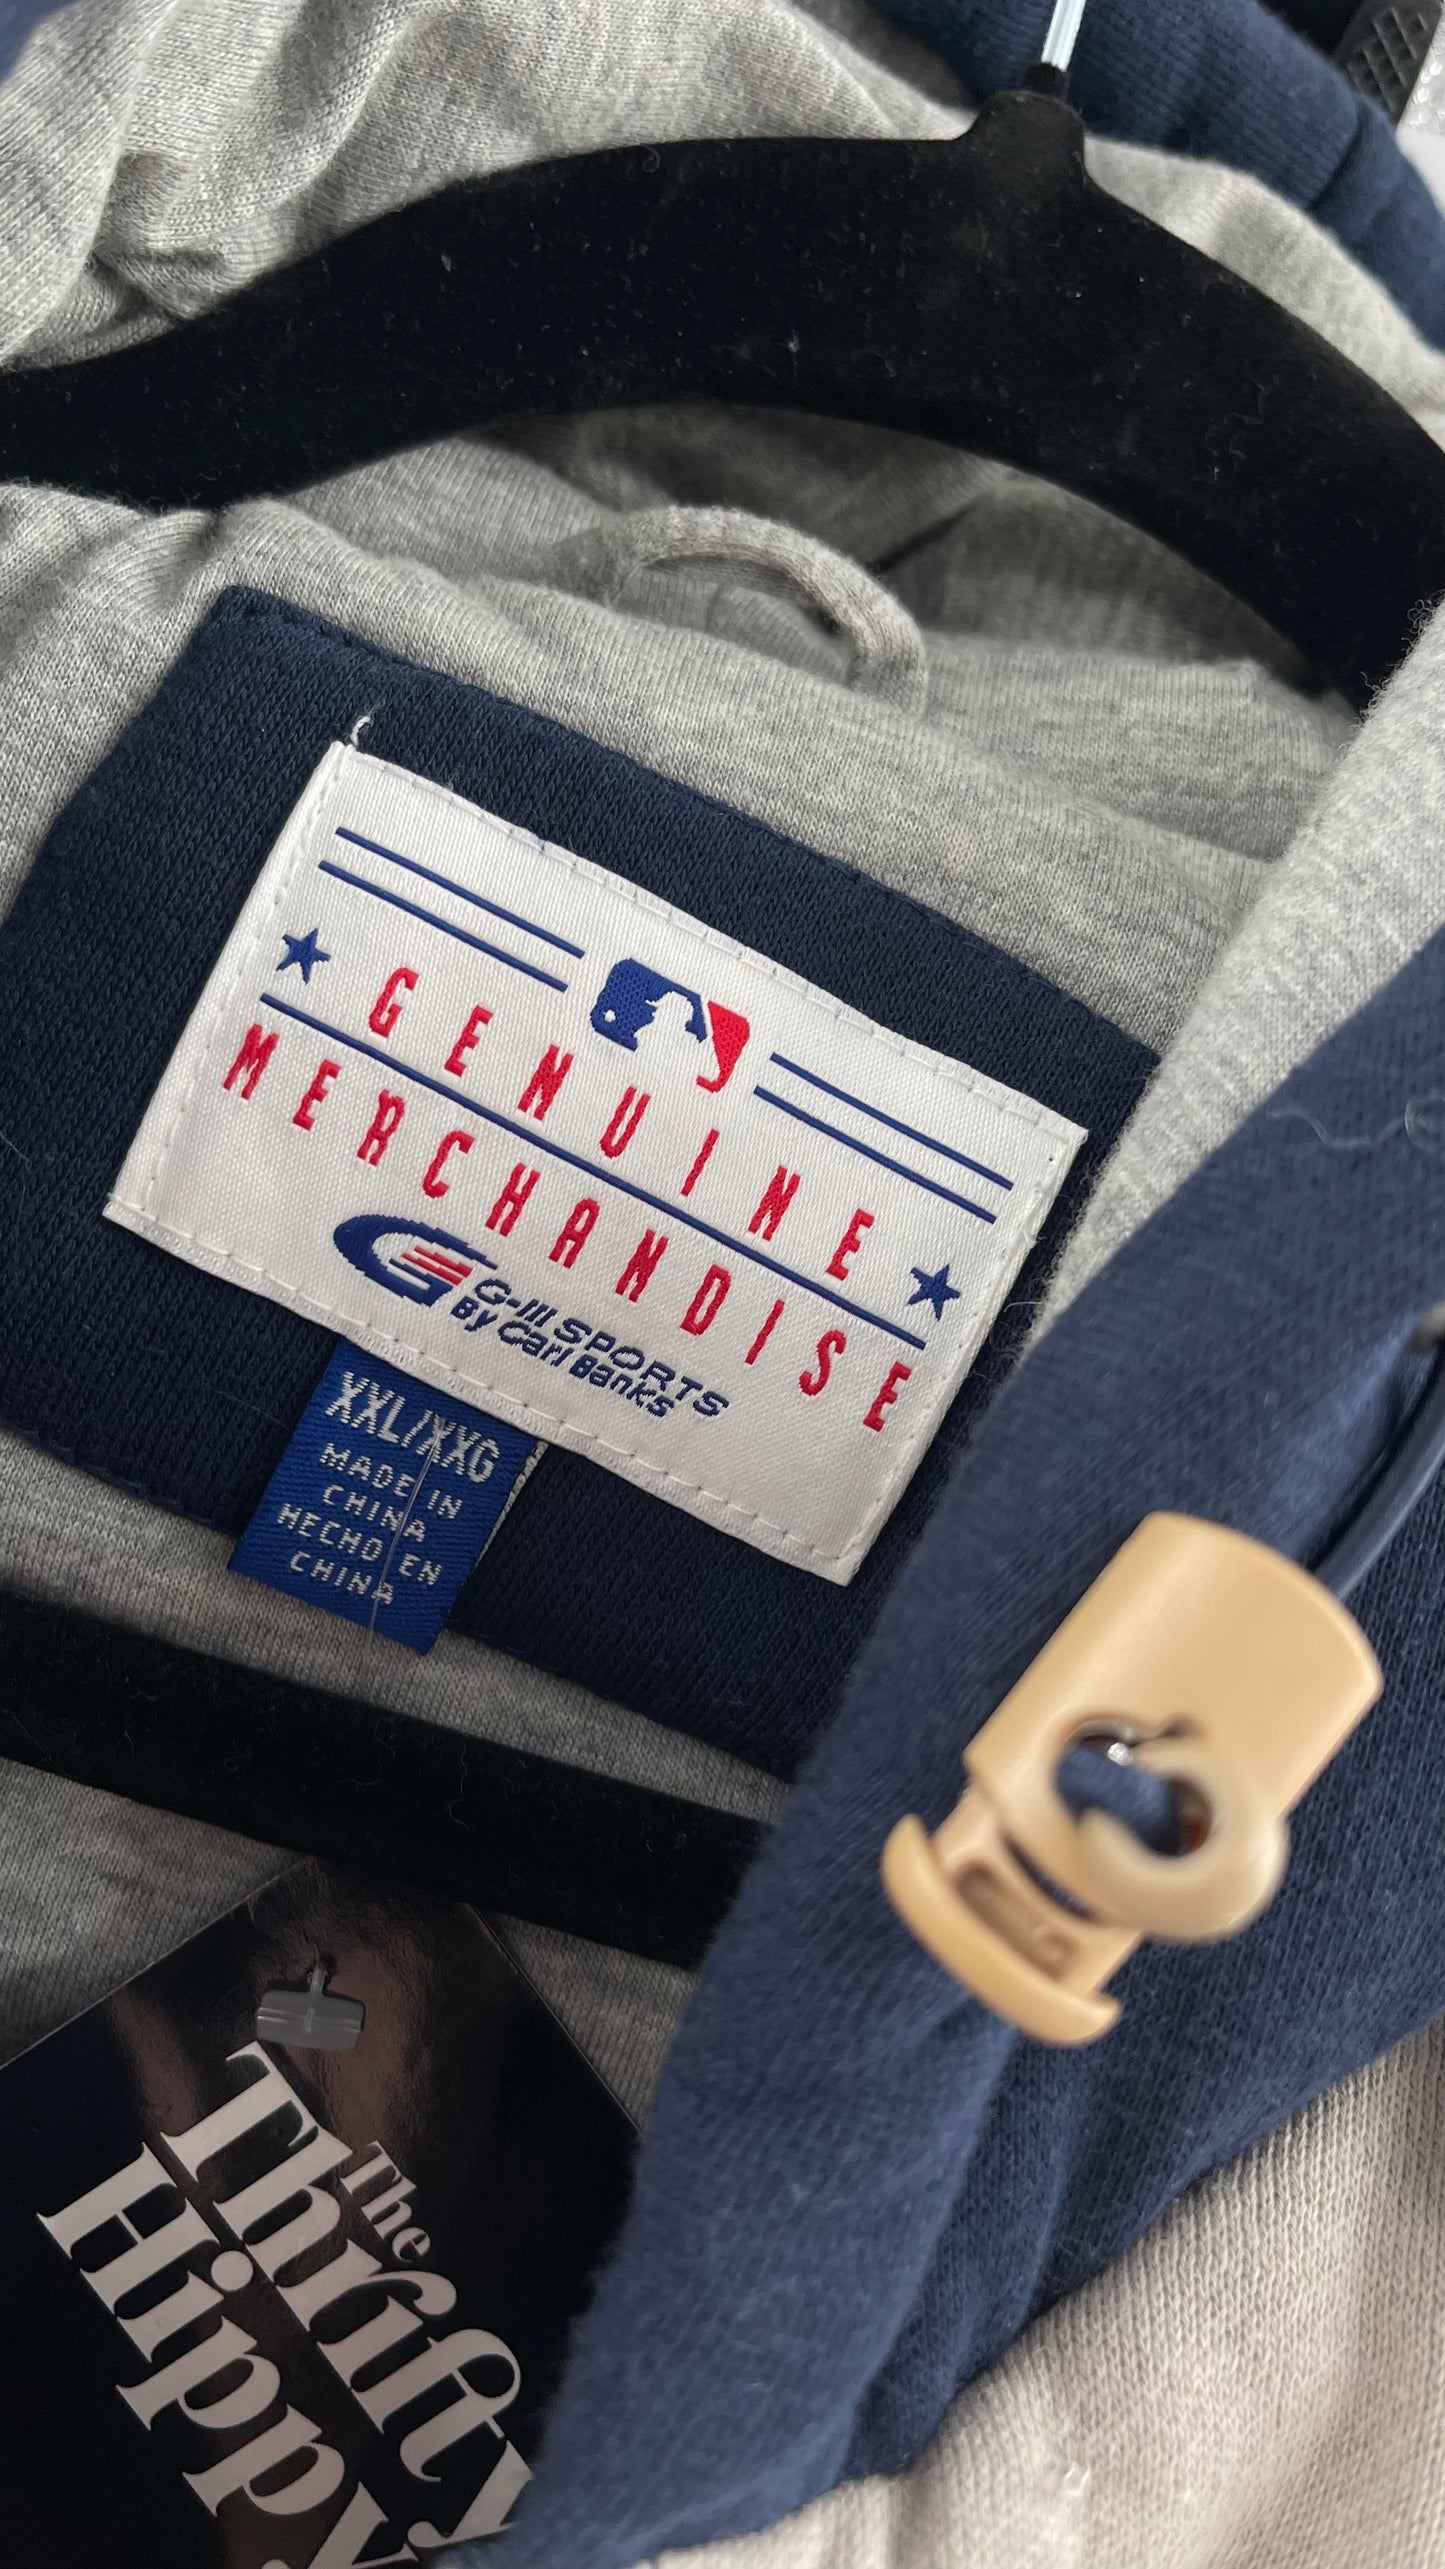 GENUINE
MERCHANDISE
G-III SPORTS
By Carl Banks
XXL/XXG
MADE IN
CHINA
HECHO EN
CHINA
The
Thrifty
Hippy